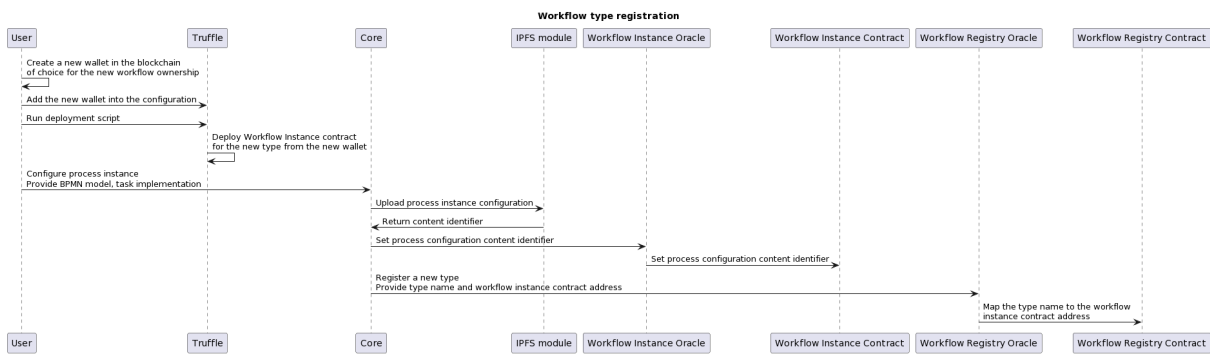 Workflow type registration
User
Truffle
Core
IPFS module
Workflow Instance Oracle
Workflow Instance Contract
Workflow Registry Oracle
Workflow Registry Contract
Create a new wallet in the blockchain
of choice for the new workflow ownership
Add the new wallet into the configuration
Run deployment script
Deploy Workflow Instance contract
for the new type from the new wallet
Configure process instance
Provide BPMN model, task implementation
Upload process instance configuration
Return content identifier
Set process configuration content identifier
Set process configuration content identifier
Register a new type
Provide type name and workflow instance contract address
Map the type name to the workflow
instance contract address
User
Truffle
Core
IPFS module
Workflow Instance Oracle
Workflow Instance Contract
Workflow Registry Oracle
Workflow Registry Contract